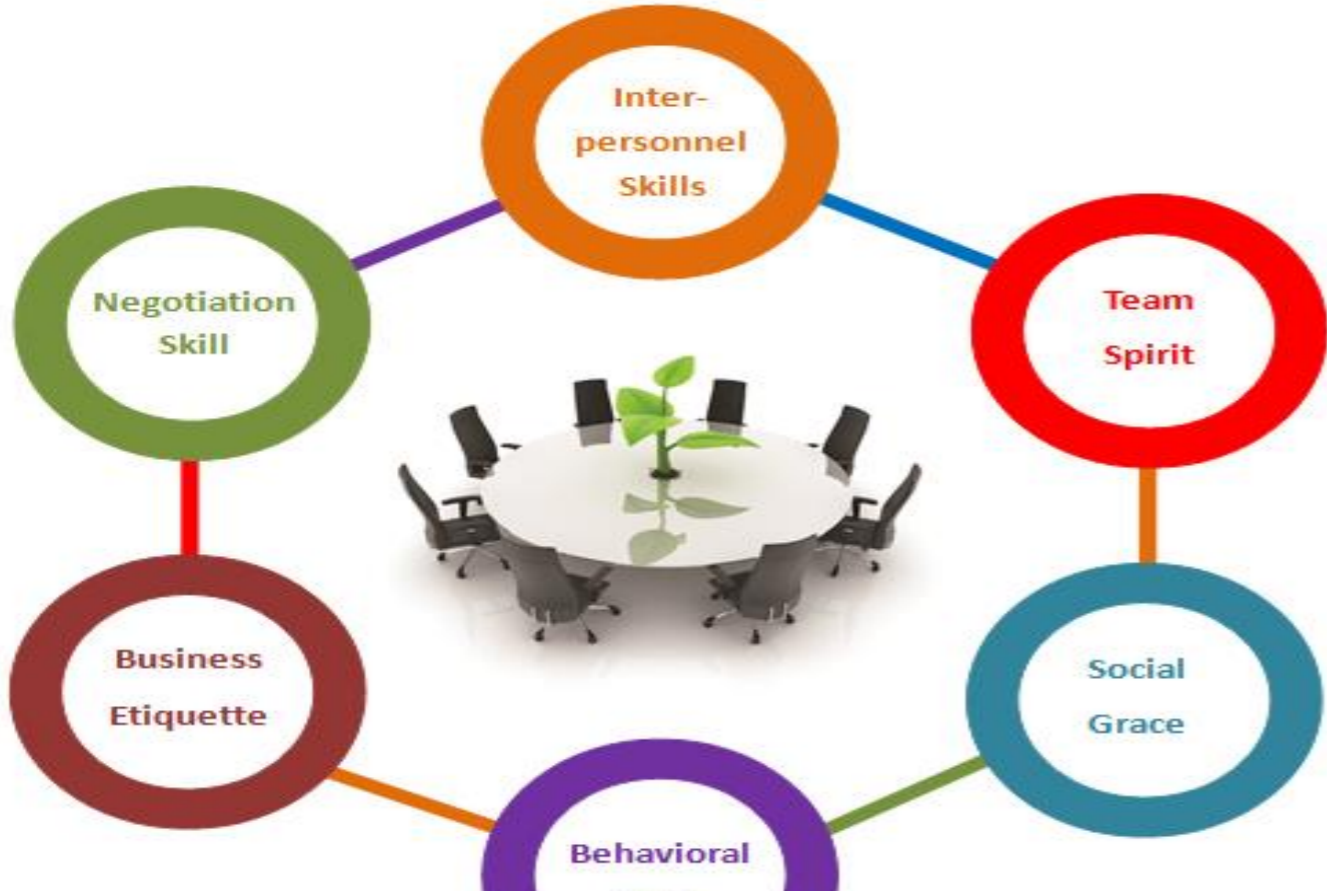 Inter-
personnel
Skills
Negotiation
Skill
Team
Spirit
Business
Etiquette
Social
Grace
Behavioral